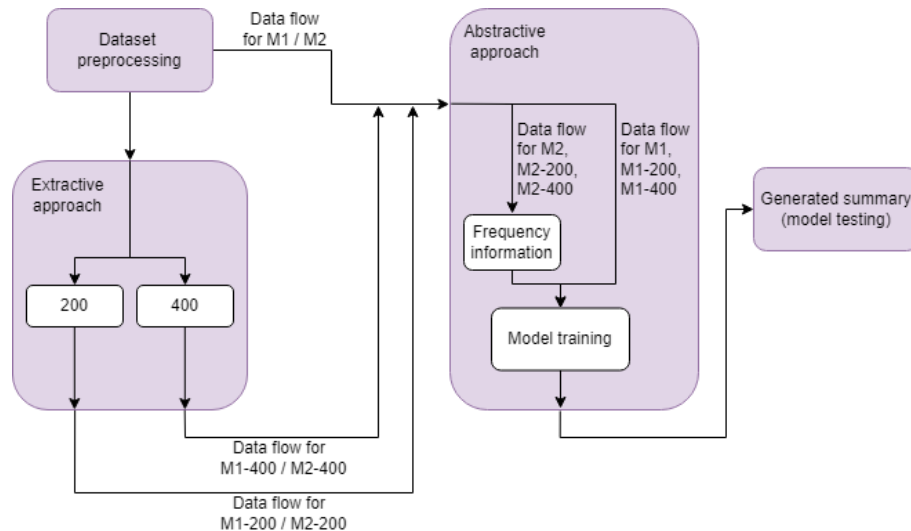 Dataset
preprocessing
Data flow
for M1 / M2
Abstractive
approach
Data flow
for M2,
M2-200,
M2-400
Data flow
for M1,
M1-200,
M1-400
Extractive
approach
200
400
Frequency
information
Model training
Generated summary
(model testing)
Data flow for
M1-400 / M2-400
Data flow for
M1-200 / M2-200